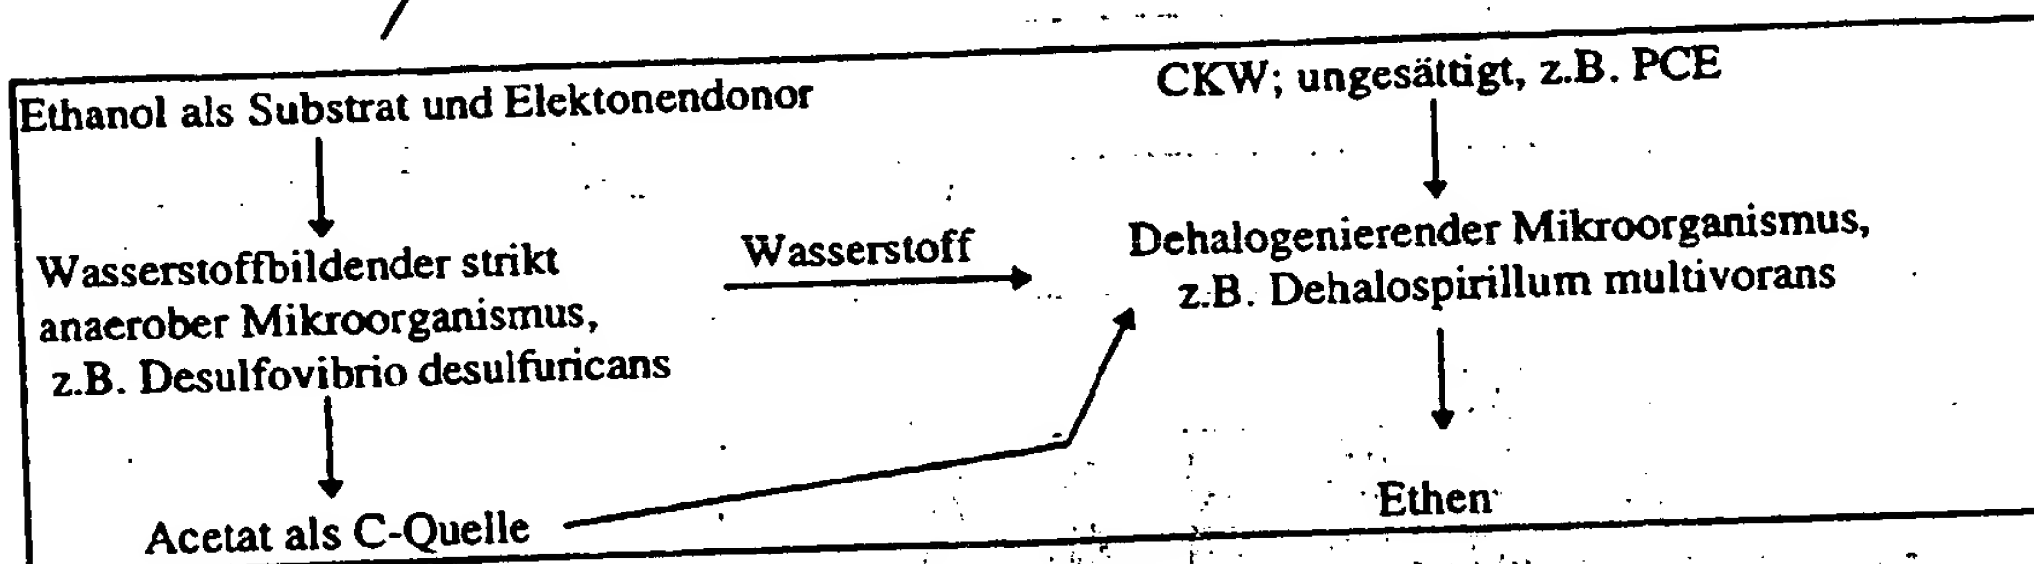 Ethanol als Substrat und Elektonendonor
CKW; ungesättigt, z.B. PCE
Wasserstoffbildender strikt
anaerober Mikroorganismus,
z.B. Desulfovibrio desulfuricans
Wasserstoff
Dehalogenierender Mikroorganismus,
z.B. Dehalospirillum multivorans
Acetat als C-Quelle
Ethen